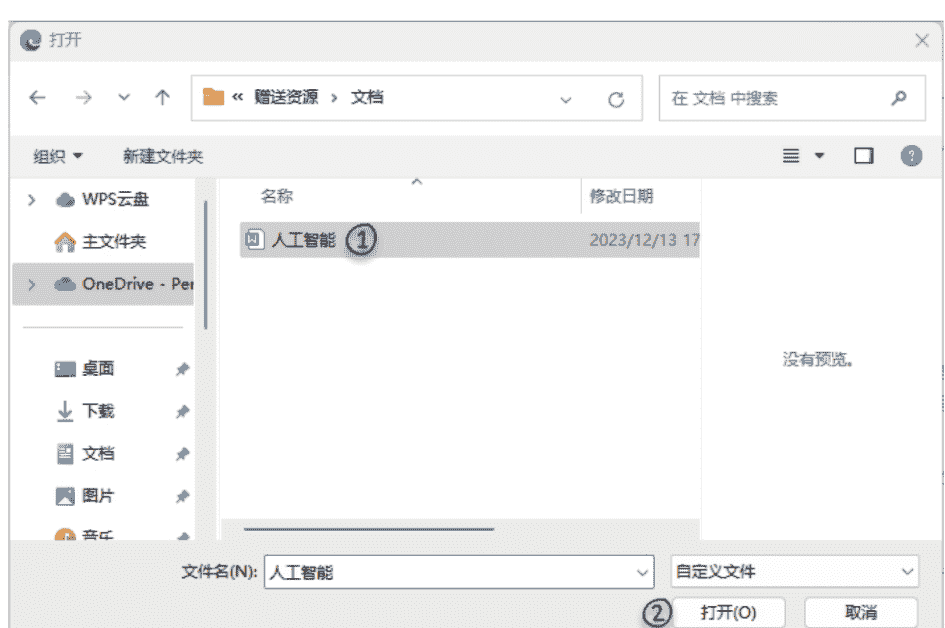 打开
« 赠送资源 › 文档
在 文档 中搜索
组织 新建文件夹
?
WPS云盘
主文件夹
OneDrive - Per
桌面
下载
文档
图片
音乐
名称 修改日期
人工智能 ① 2023/12/13 17
没有预览。
文件名(N): 人工智能 自定义文件
② 打开(O) 取消